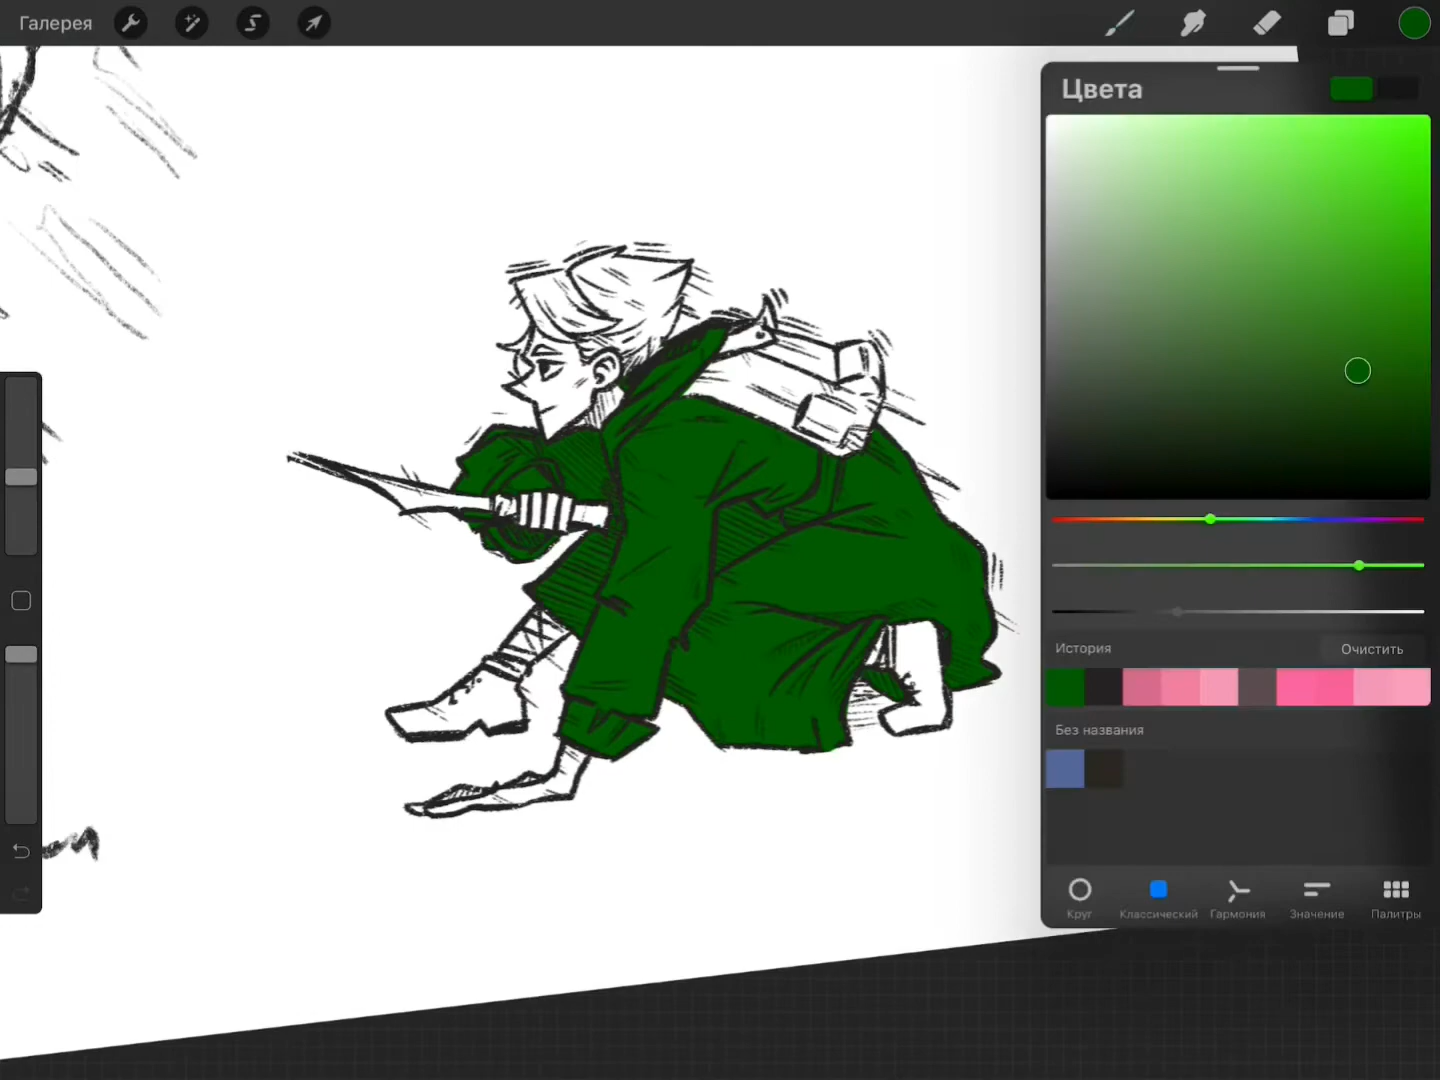 Галерея
Цвета
История
Очистить
Без названия
Круг
Классический
Гармония
Значение
Палитры